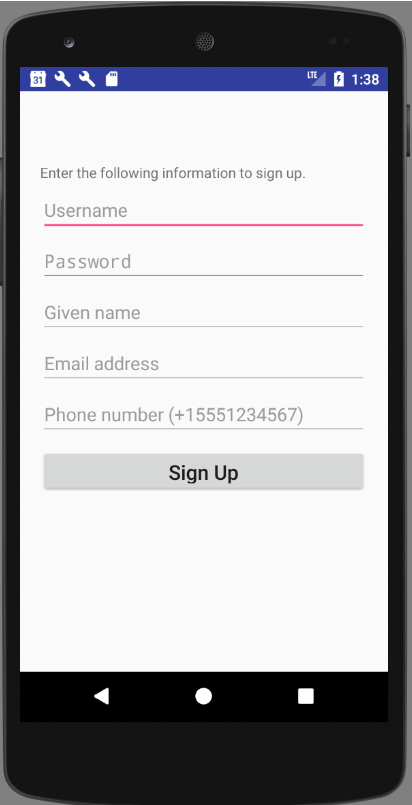 31
LTE
1:38
Enter the following information to sign up.
Username
Password
Given name
Email address
Phone number (+15551234567)
Sign Up